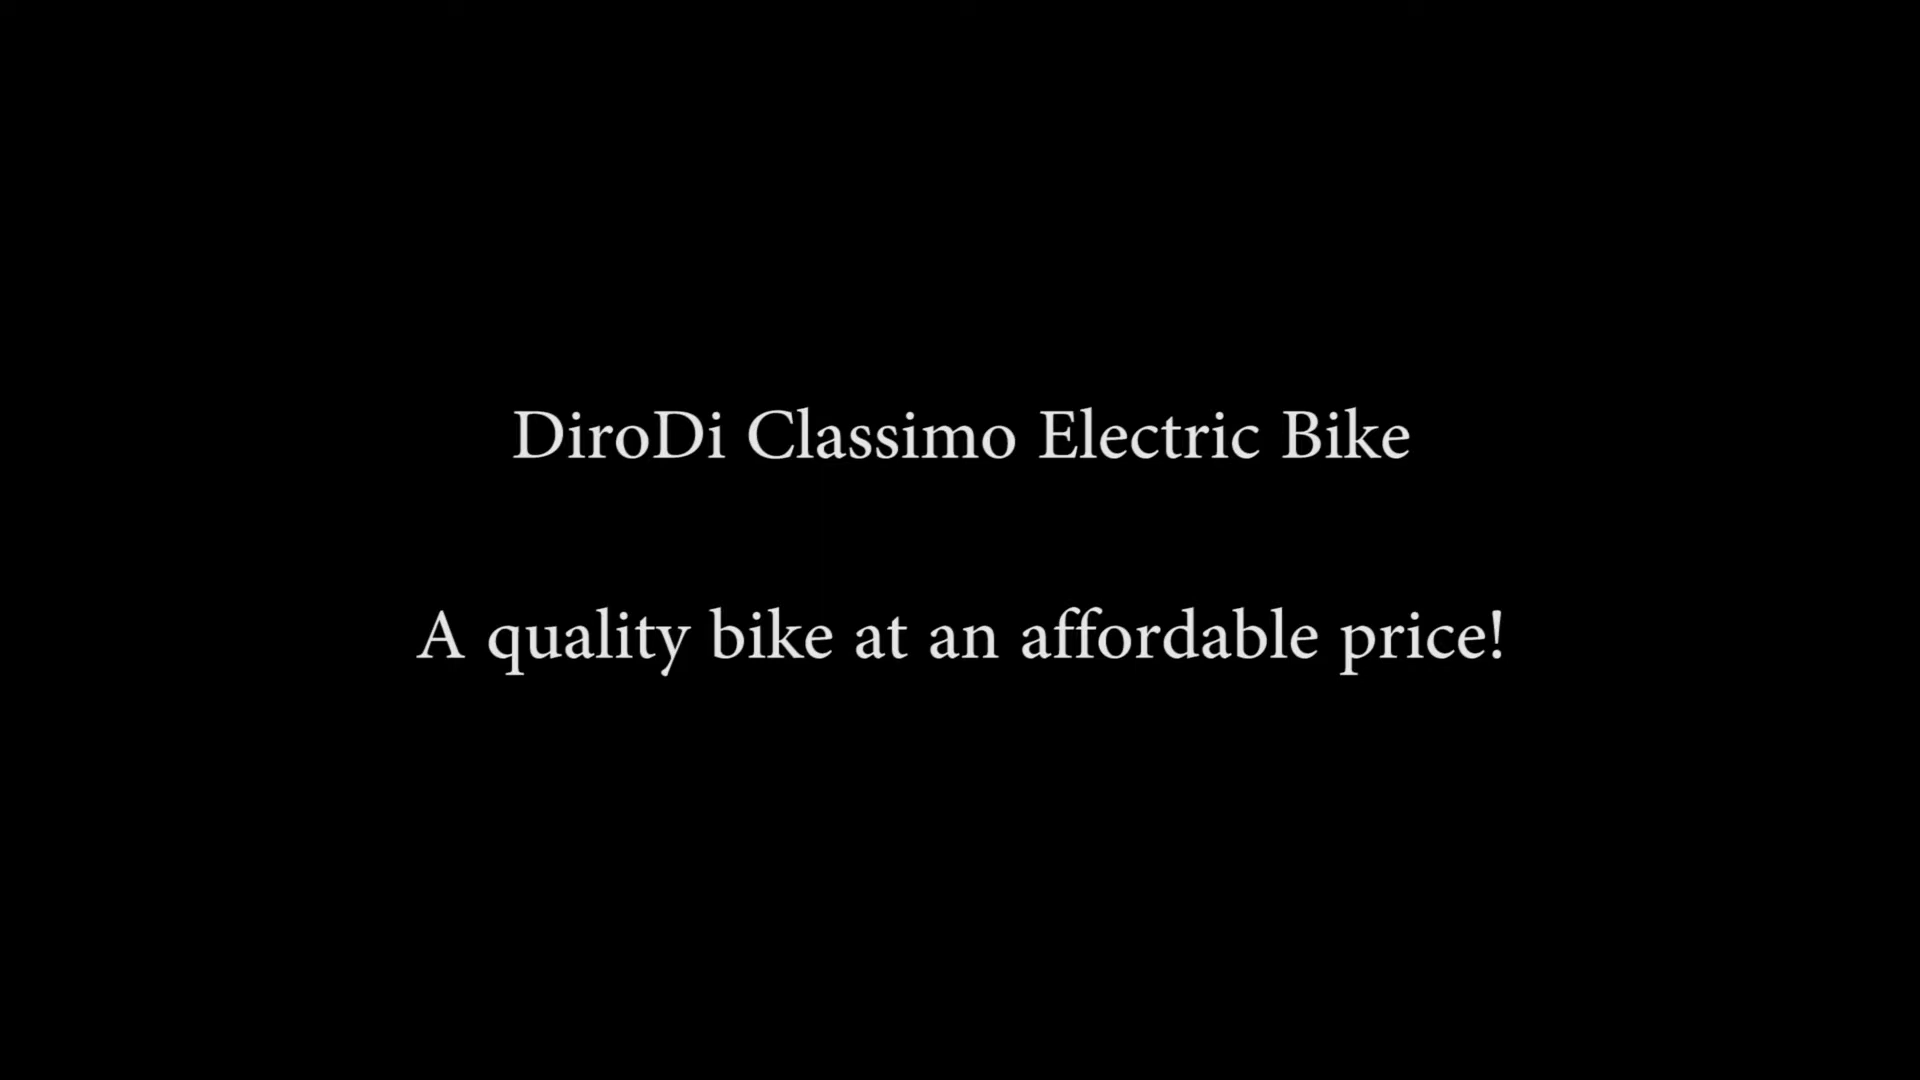 DiroDi Classimo Electric Bike
A quality bike at an affordable price!